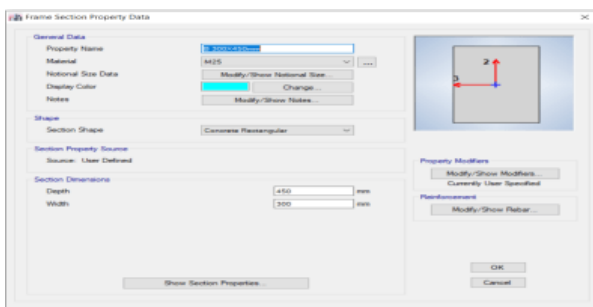 Frame Section Property Data
General Data
Property Name B 300X450mm
Material M25 ...
Notional Size Data Modify/Show Notional Size...
Display Color Change...
Notes Modify/Show Notes...
Shape
Section Shape Concrete Rectangular
Section Property Source
Source: User Defined
Section Dimensions
Depth 450 mm
Width 300 mm
Show Section Properties...
2
3
Property Modifiers
Modify/Show Modifiers...
Currently User Specified
Reinforcement
Modify/Show Rebar...
OK
Cancel